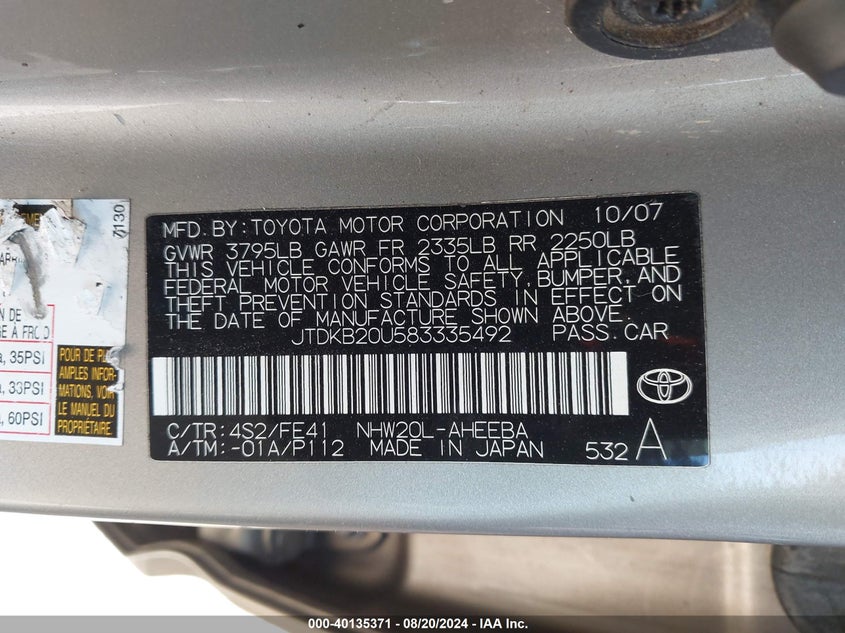 7130
MFD. BY: TOYOTA MOTOR CORPORATION 10/07
GVWR 3795LB GAWR FR 2335LB RR 2250LB
THIS VEHICLE CONFORMS TO ALL APPLICABLE
FEDERAL MOTOR VEHICLE SAFETY, BUMPER, AND
THEFT PREVENTION STANDARDS IN EFFECT ON
THE DATE OF MANUFACTURE SHOWN ABOVE.
JTDKB20U583335492 PASS. CAR
C/TR: 4S2/FE41 NHW20L-AHEEBA
A/TM: -01A/P112 MADE IN JAPAN 532 A
N DE
35PSI
33PSI
60PSI
POUR DE PL
AMPLES INFOR-
MATIONS, VOI
LE MANUEL DU
PROPRIÉTAIRE
000-40135371 - 08/20/2024 - IAA Inc.